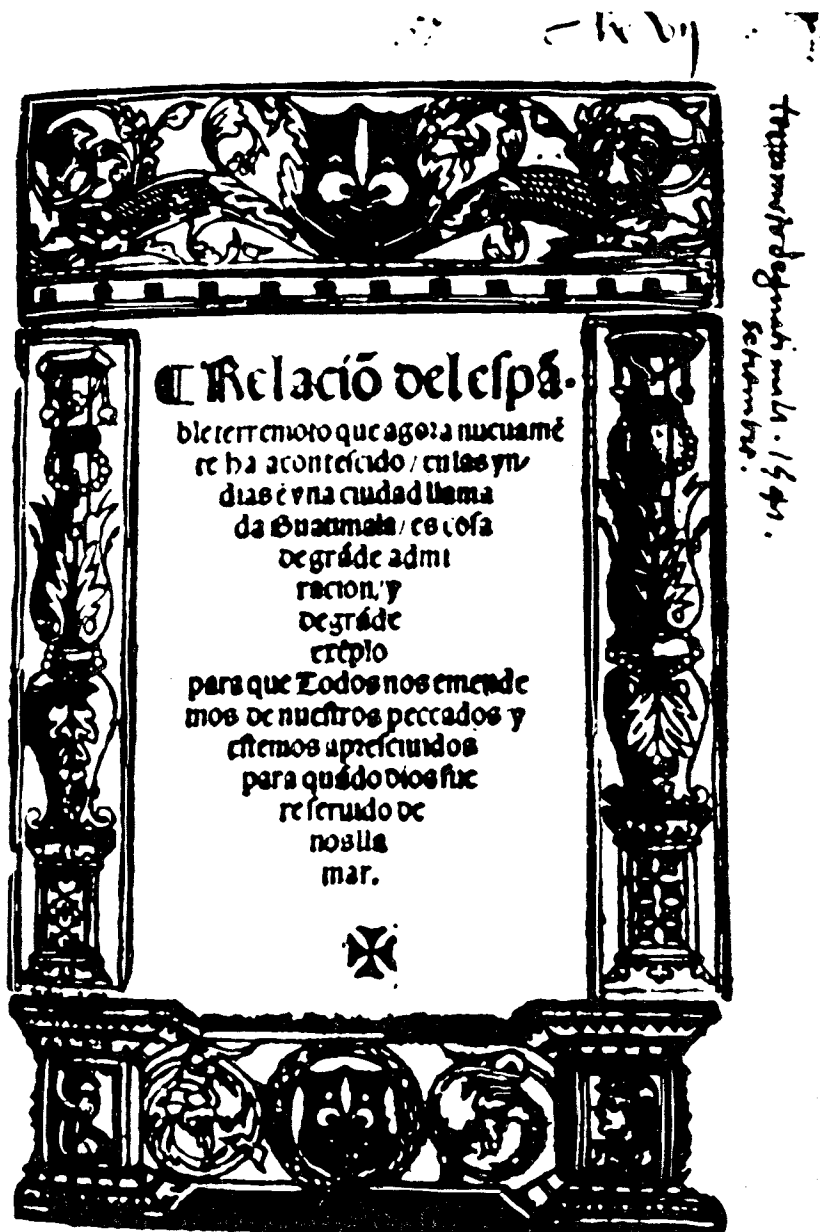 Relaciõ del espã-
ble terremoto que agora nueuamẽ
te ha acontescido / en las yn/
dias ẽ vna ciudad llama
da Guatimala / es cosa
de grãde admi
racion, y
de grãde
exẽplo
para que Todos nos emende
mos de nuestros peccados y
estemos apresciuidos
para quãdo dios fue
re seruido de
nos lla
mar.
1541.